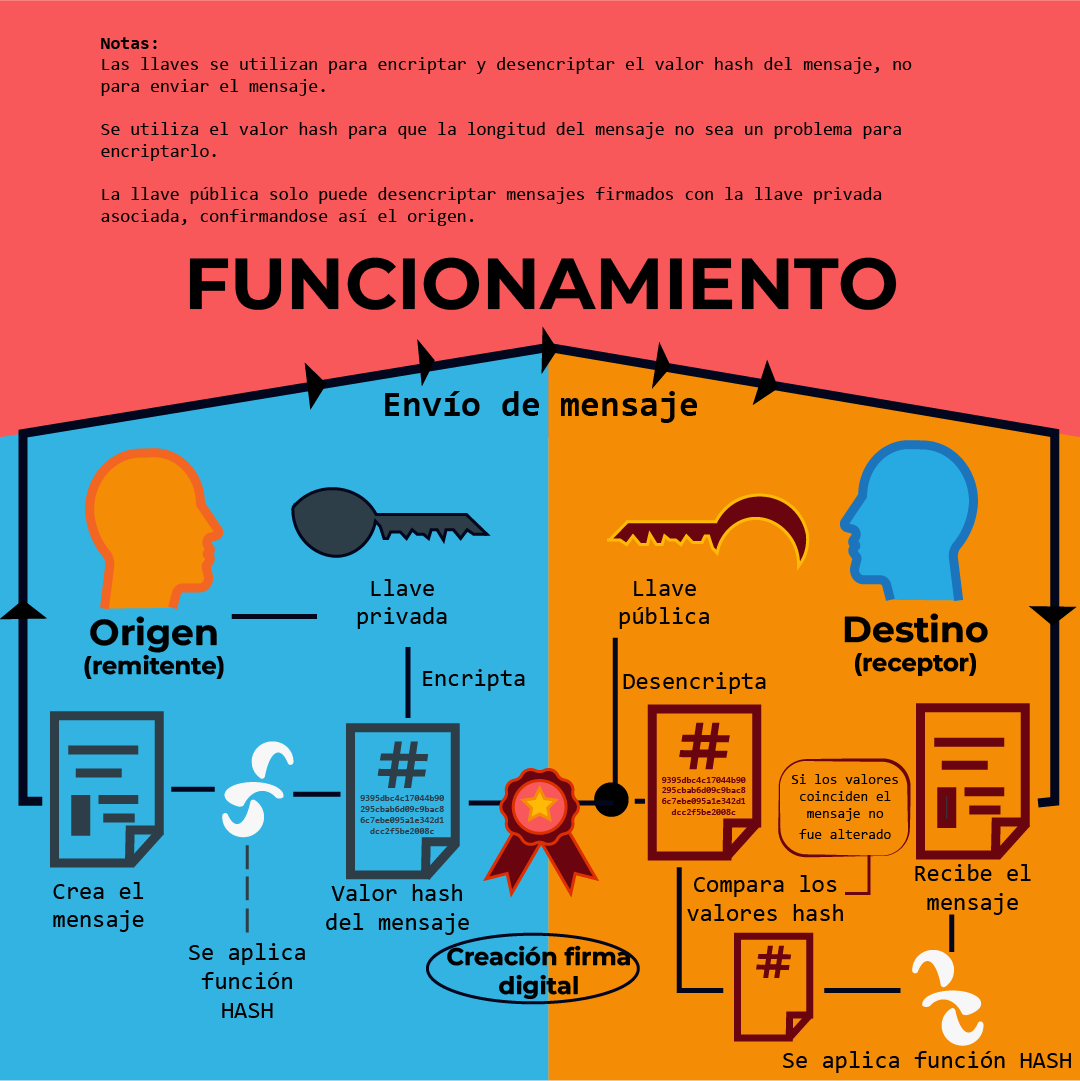 Notas:
Las llaves se utilizan para encriptar y desencriptar el valor hash del mensaje, no
para enviar el mensaje.
Se utiliza el valor hash para que la longitud del mensaje no sea un problema para
encriptarlo.
La llave pública solo puede desencriptar mensajes firmados con la llave privada
asociada, confirmandose así el origen.
FUNCIONAMIENTO
Envío de mensaje
Origen
(remitente)
Llave
privada
Encripta
Crea el
mensaje
Se aplica
función
HASH
#
9395dbc4c17044b90
295cbab6d09c9bac8
6c7ebe095a1e342d1
dcc2f5be2008c
Valor hash
del mensaje
Creación firma
digital
Llave
pública
Desencripta
Destino
(receptor)
#
9395dbc4c17044b90
295cbab6d09c9bac8
6c7ebe095a1e342d1
dcc2f5be2008c
Si los valores
coinciden el
mensaje no
fue alterado
Compara los
valores hash
Recibe el
mensaje
#
Se aplica función HASH